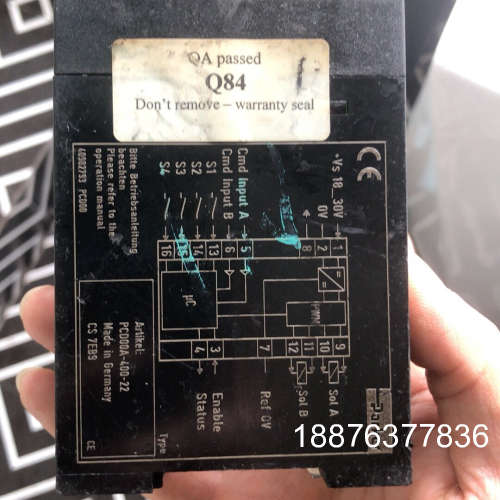 QA passed
Q84
Don't remove – warranty seal
+Vs 18...30V
0V
Cmd Input A
Cmd Input B
S1
S2
S3
S4
Bitte Betriebsanleitung
beachten
Please refer to the
operation manual
40982793 PCD00
1
2
8
5
6
13
14
15
16
µC
PWM
3
4
7
12
11
10
9
Enable
Status
Ref 0V
Sol B
Sol A
Artikel:
PCD00A-400-22
Made in Germany
CS 7EB9
CE
Type
18876377836